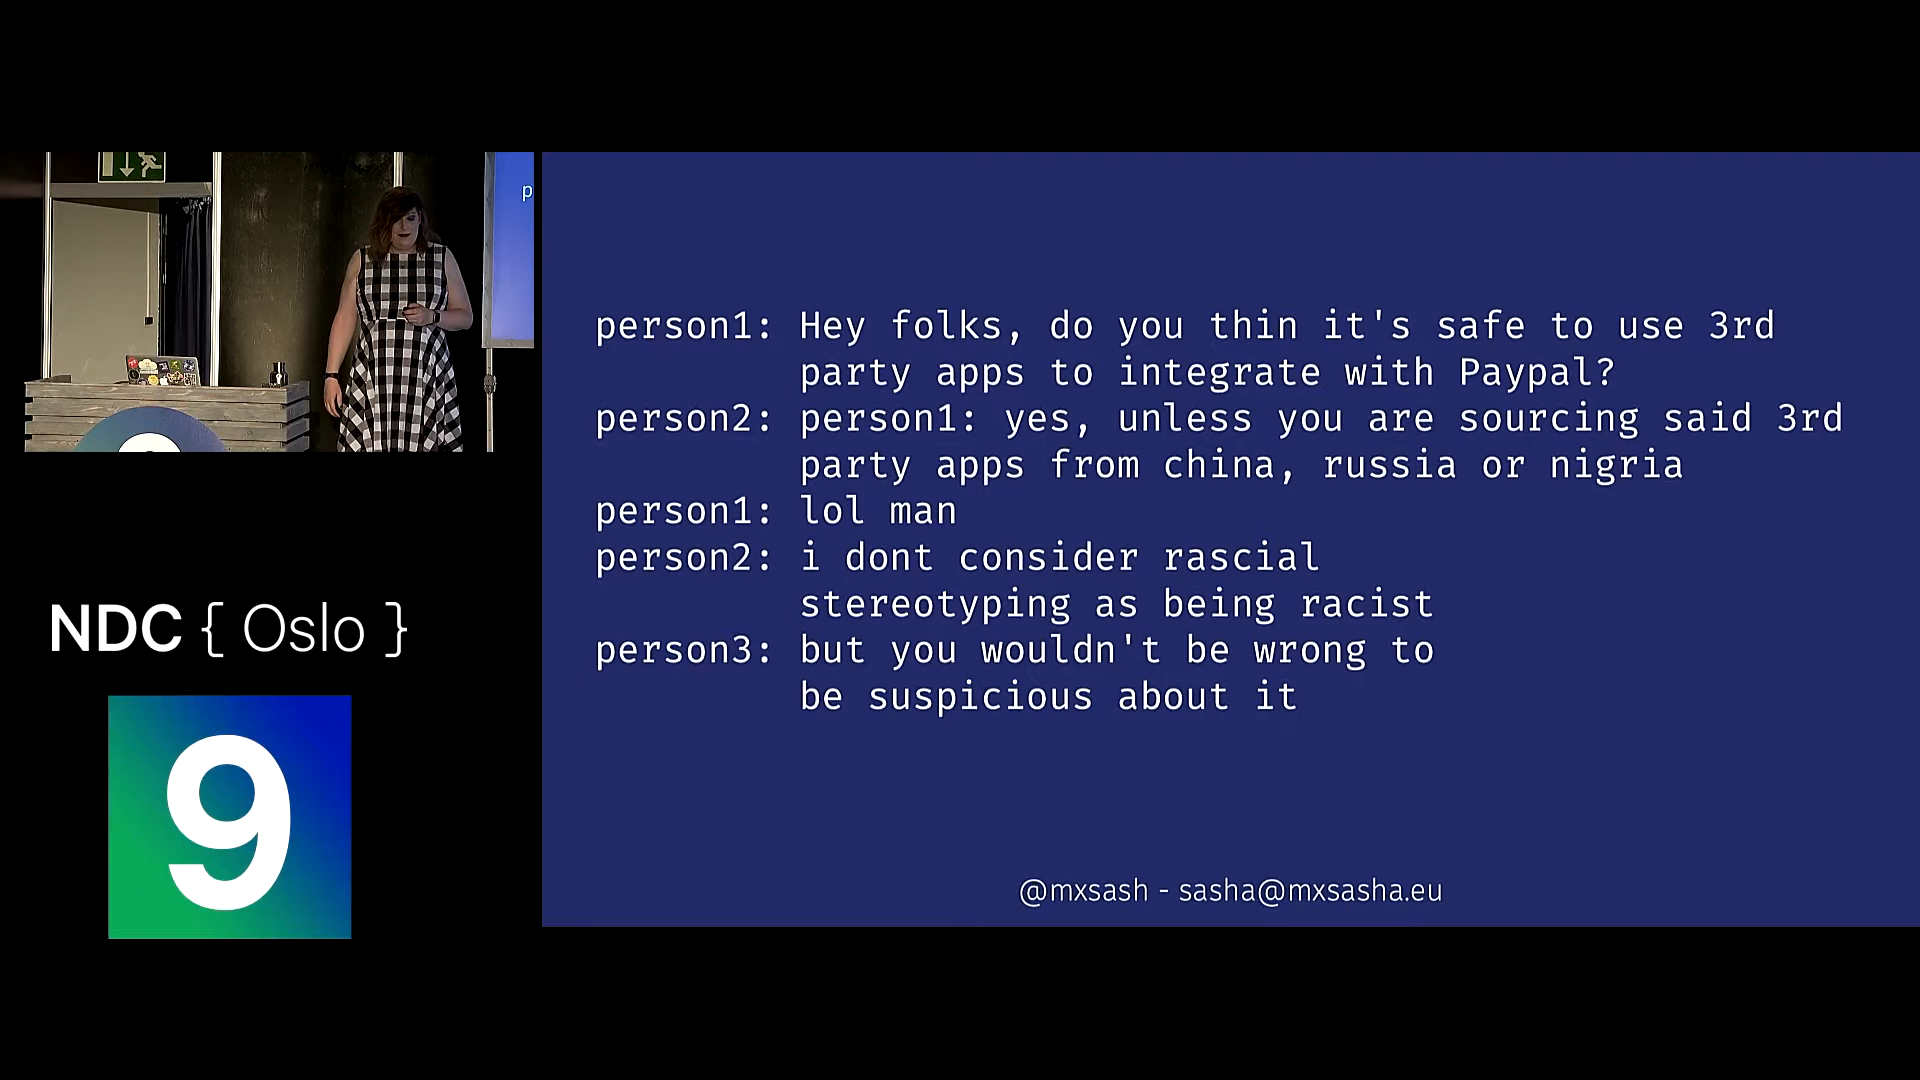 p
person1: Hey folks, do you thin it's safe to use 3rd
party apps to integrate with Paypal?
person2: person1: yes, unless you are sourcing said 3rd
party apps from china, russia or nigria
person1: lol man
person2: i dont consider rascial
stereotyping as being racist
person3: but you wouldn't be wrong to
be suspicious about it
@mxsash - sasha@mxsasha.eu
NDC { Oslo }
9